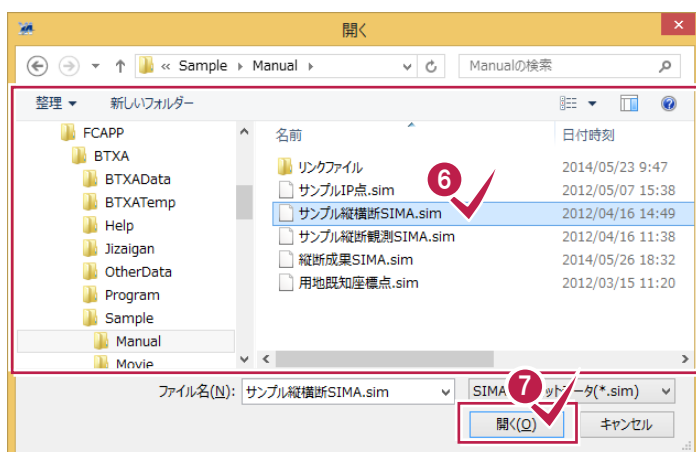 開く
« Sample Manual
Manualの検索
整理 新しいフォルダー
FCAPP
BTXA
BTXAData
BTXATemp
Help
Jizaigan
OtherData
Program
Sample
Manual
Movie
名前 日付時刻
リンクファイル 2014/05/23 9:47
サンプルIP点.sim 2012/05/07 15:38
サンプル縦横断SIMA.sim 2012/04/16 14:49
サンプル縦断観測SIMA.sim 2012/04/16 11:38
縦断成果SIMA.sim 2014/05/26 18:32
用地既知座標点.sim 2012/03/15 11:20
6
ファイル名(N): サンプル縦横断SIMA.sim SIMA ットデータ(*.sim)
7
開く(O) キャンセル